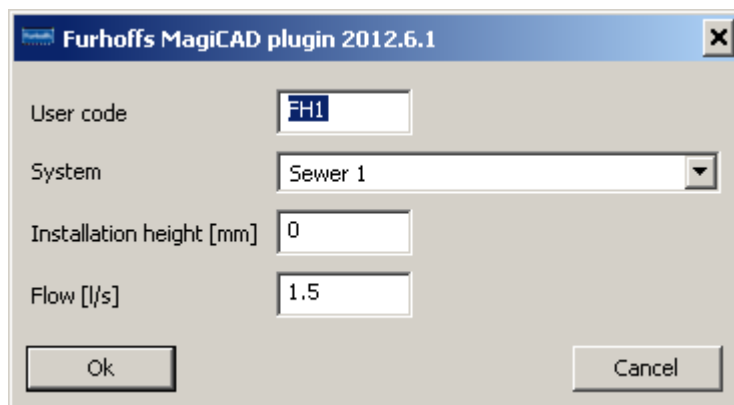 Furhoffs MagiCAD plugin 2012.6.1
User code FH1
System Sewer 1
Installation height [mm] 0
Flow [l/s] 1.5
Ok Cancel